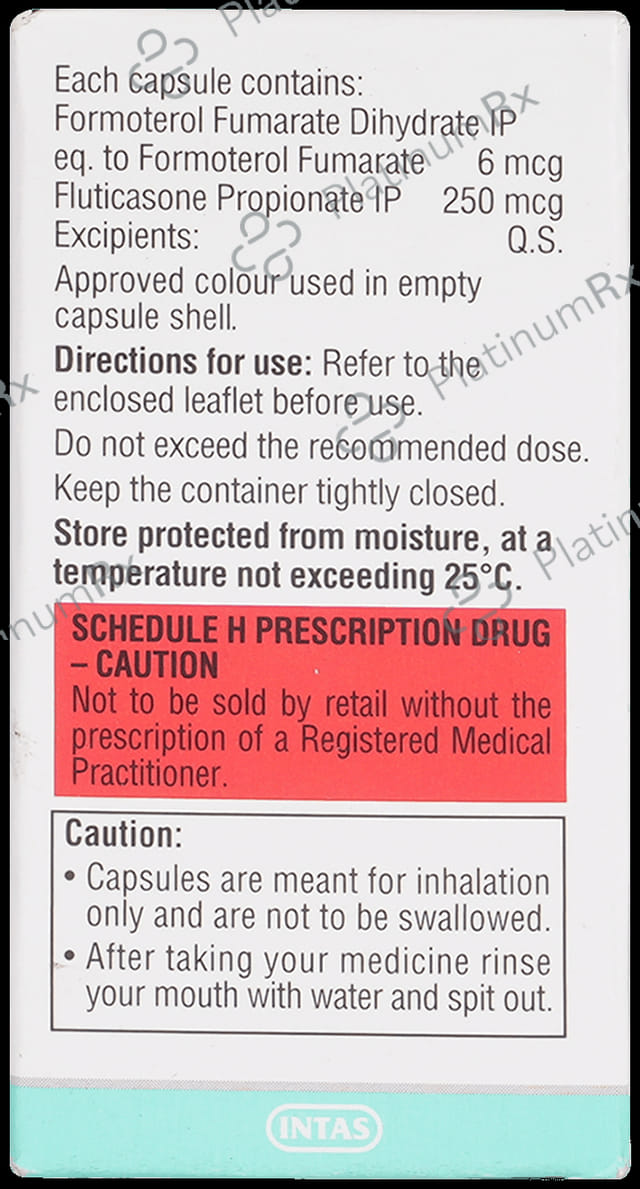 Each capsule contains:
Formoterol Fumarate Dihydrate IP
eq. to Formoterol Fumarate 6 mcg
Fluticasone Propionate IP 250 mcg
Excipients: Q.S.
Approved colour used in empty
capsule shell.
Directions for use: Refer to the
enclosed leaflet before use.
Do not exceed the recommended dose.
Keep the container tightly closed.
Store protected from moisture, at a
temperature not exceeding 25°C.
SCHEDULE H PRESCRIPTION DRUG
– CAUTION
Not to be sold by retail without the
prescription of a Registered Medical
Practitioner.
Caution:
• Capsules are meant for inhalation
only and are not to be swallowed.
• After taking your medicine rinse
your mouth with water and spit out.
INTAS
PlatinumRx
PlatinumRx